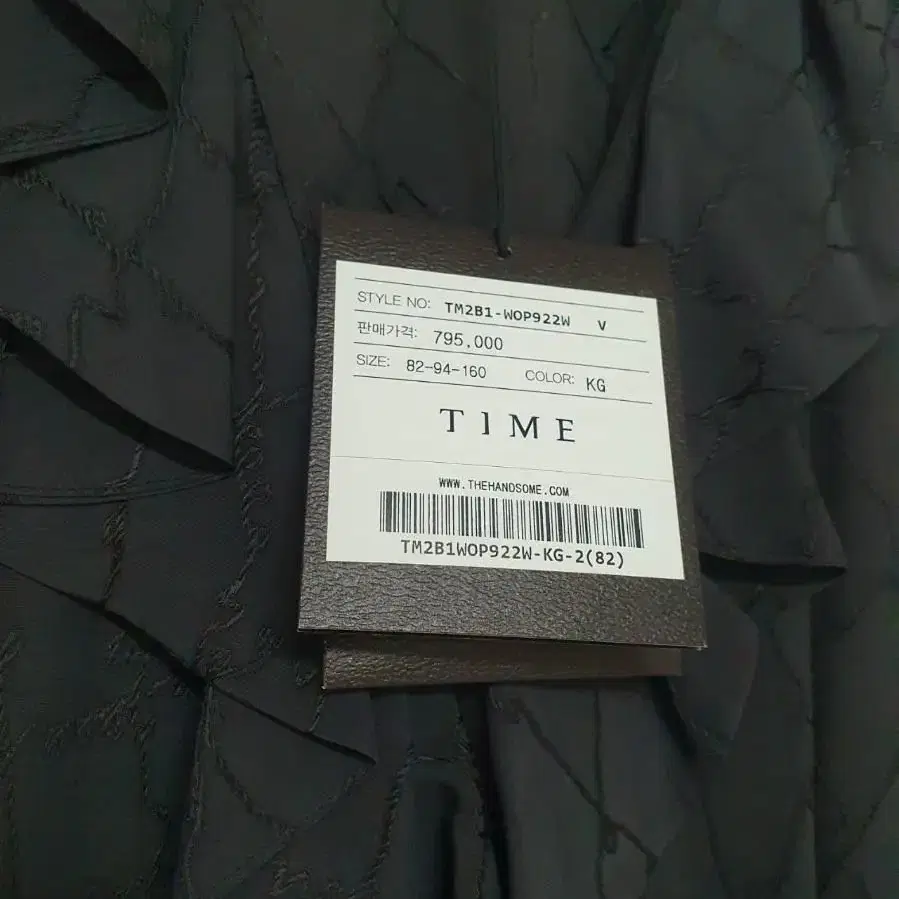 STYLE NO: TM2B1-WOP922W V
판매가격: 795,000
SIZE: 82-94-160 COLOR: KG
TIME
WWW.THEHANDSOME.COM
TM2B1WOP922W-KG-2(82)